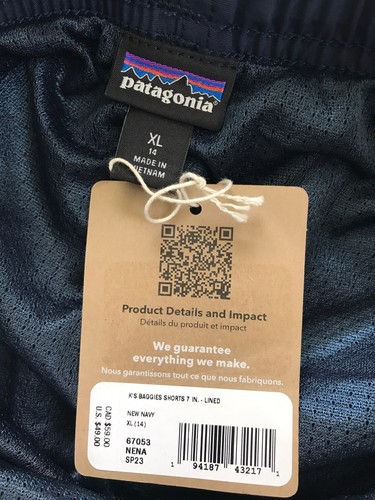 patagonia
XL
14
MADE IN
VIETNAM
Product Details and Impact
Détails du produit et impact
We guarantee
everything we make.
Nous garantissons tout ce que nous fabriquons.
K'S BAGGIES SHORTS 7 IN. - LINED
NEW NAVY
XL (14)
67053
NENA
SP23
1 94187 43217 1
CAD $59.00
U.S. $49.00